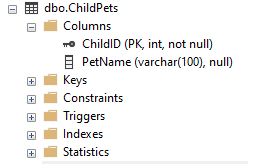 dbo.ChildPets
Columns
ChildID (PK, int, not null)
PetName (varchar(100), null)
Keys
Constraints
Triggers
Indexes
Statistics